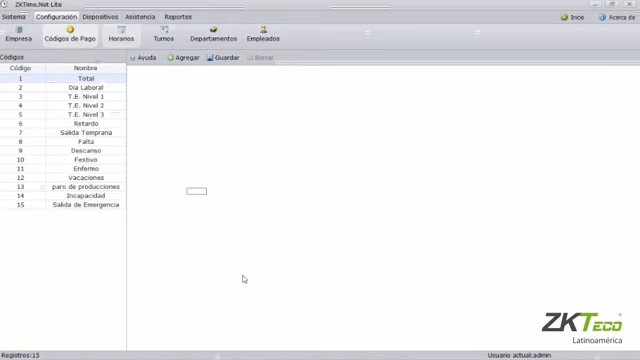 ZKTime.Net Lite
Sistema Configuración Dispositivos Asistencia Reportes Inicio Acerca de
Empresa Códigos de Pago Horarios Turnos Departamentos Empleados
Códigos Ayuda Agregar Guardar Borrar
Código Nombre
1 Total
2 Dia Laboral
3 T.E. Nivel 1
4 T.E. Nivel 2
5 T.E. Nivel 3
6 Retardo
7 Salida Temprana
8 Falta
9 Descanso
10 Festivo
11 Enfermo
12 Vacaciones
13 paro de producciones
14 Incapacidad
15 Salida de Emergencia
ZKTeco
Latinoamérica
Registros:15 Usuario actual:admin